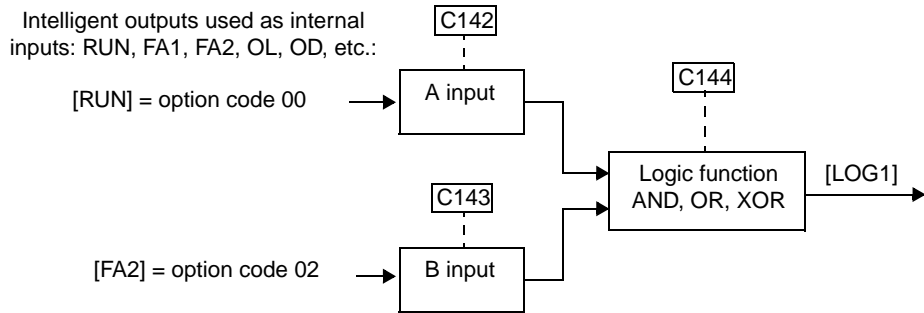 Intelligent outputs used as internal
inputs: RUN, FA1, FA2, OL, OD, etc.:
C142
[RUN] = option code 00
A input
C144
Logic function
AND, OR, XOR
[LOG1]
C143
[FA2] = option code 02
B input